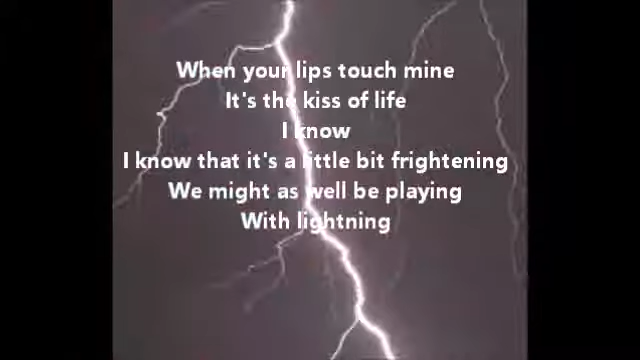 When your lips touch mine
It's the kiss of life
I know
I know that it's a little bit frightening
We might as well be playing
With lightning